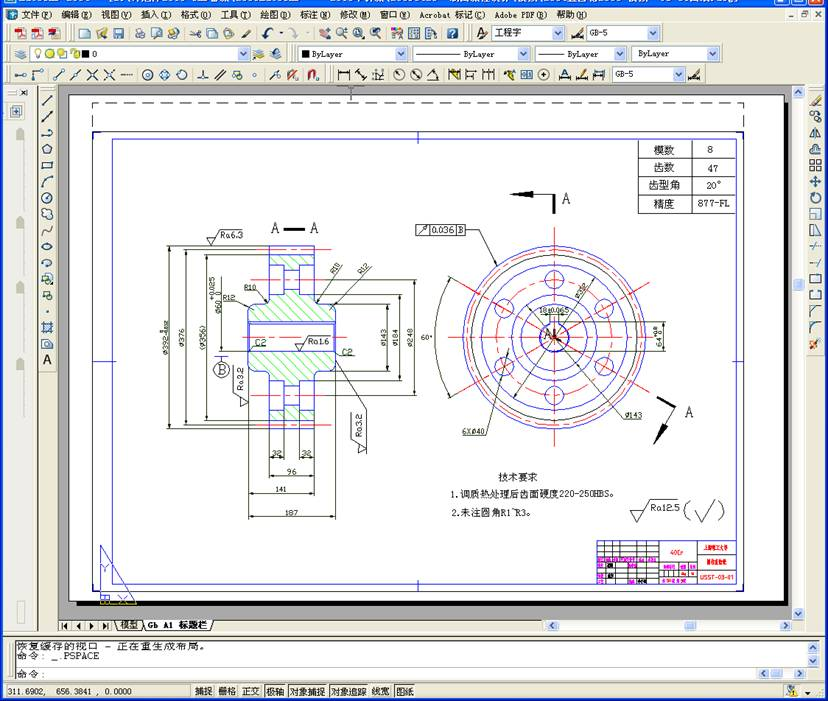 文件(F) 编辑(E) 视图(V) 插入(I) 格式(O) 工具(T) 绘图(D) 标注(N) 修改(M) 窗口(W) Acrobat 标记(C) Adobe PDF(B) 帮助(H)
工程字 GB-5
0 ByLayer ByLayer ByLayer ByLayer
GB-5
模数 8
齿数 47
齿型角 20°
精度 877-FL
A
0.036 B
A A
Ra6.3
R10
R12
R10
R12
ø376
(ø356)
C2
Ra1.6
C2
B
Ra3.2
Ra3.2
ø143
ø184
ø248
32 32
96
141
187
60°
18±0.065
A
6Xø40
ø143
A
技术要求
1.调质热处理后齿面硬度220-250HBS。
2.未注圆角R1~R3。
Ra12.5
40Cr
USST-03-01
模型 Gb A1 标题栏
恢复缓存的视口 - 正在重生成布局。
命令: _.PSPACE
命令:
311.6902, 656.3841 , 0.0000 捕捉 栅格 正交 极轴 对象捕捉 对象追踪 线宽 图纸